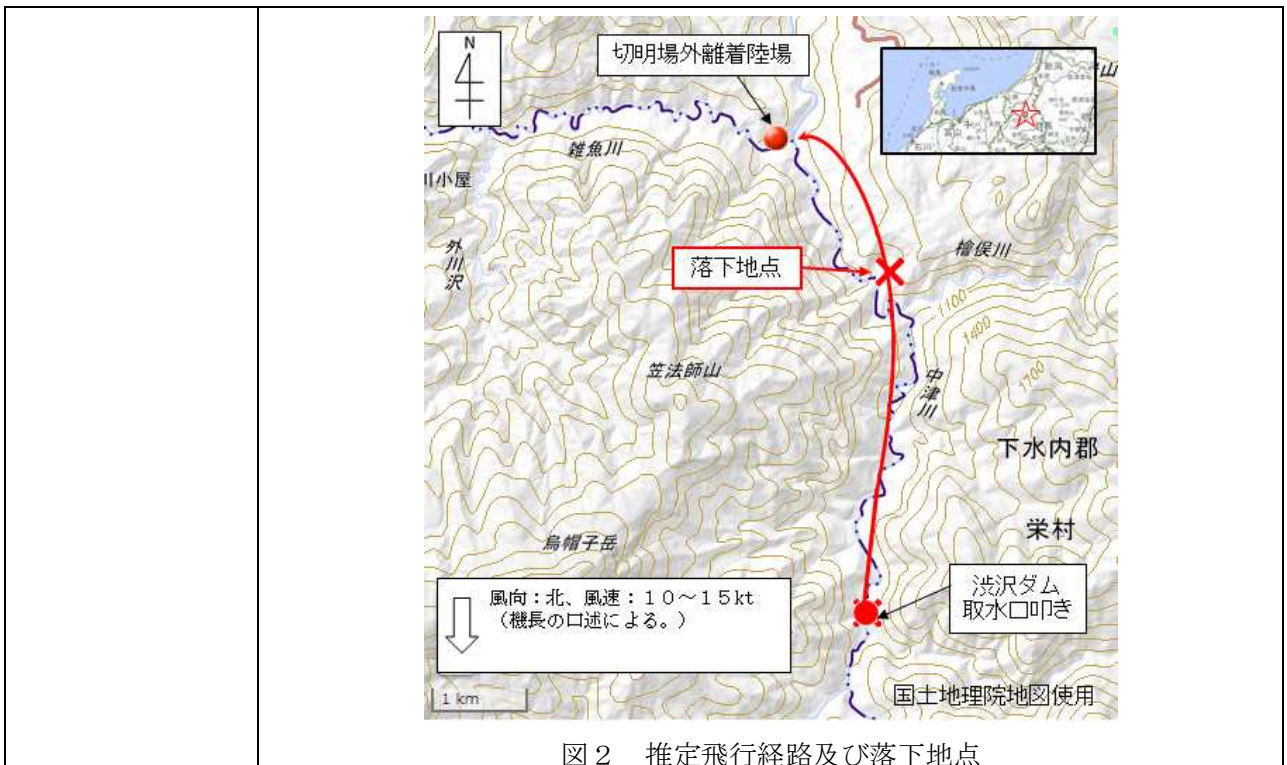 N
切明場外離着陸場
雑魚川
川小屋
外川沢
落下地点
檜俣川
1100
1400
1700
笠法師山
中津川
下水内郡
栄村
烏帽子岳
渋沢ダム
取水口叩き
風向：北、風速：１０～１５kt
（機長の口述による。）
1 km
国土地理院地図使用
図２　推定飛行経路及び落下地点